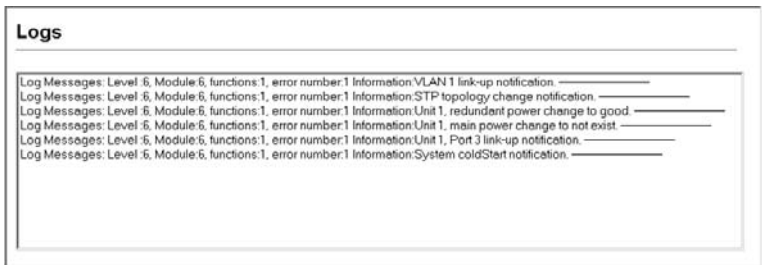 Logs
Log Messages: Level :6, Module:6, functions:1, error number:1 Information:VLAN 1 link-up notification.
Log Messages: Level :6, Module:6, functions:1, error number:1 Information:STP topology change notification.
Log Messages: Level :6, Module:6, functions:1, error number:1 Information:Unit 1, redundant power change to good.
Log Messages: Level :6, Module:6, functions:1, error number:1 Information:Unit 1, main power change to not exist.
Log Messages: Level :6, Module:6, functions:1, error number:1 Information:Unit 1, Port 3 link-up notification.
Log Messages: Level :6, Module:6, functions:1, error number:1 Information:System coldStart notification.